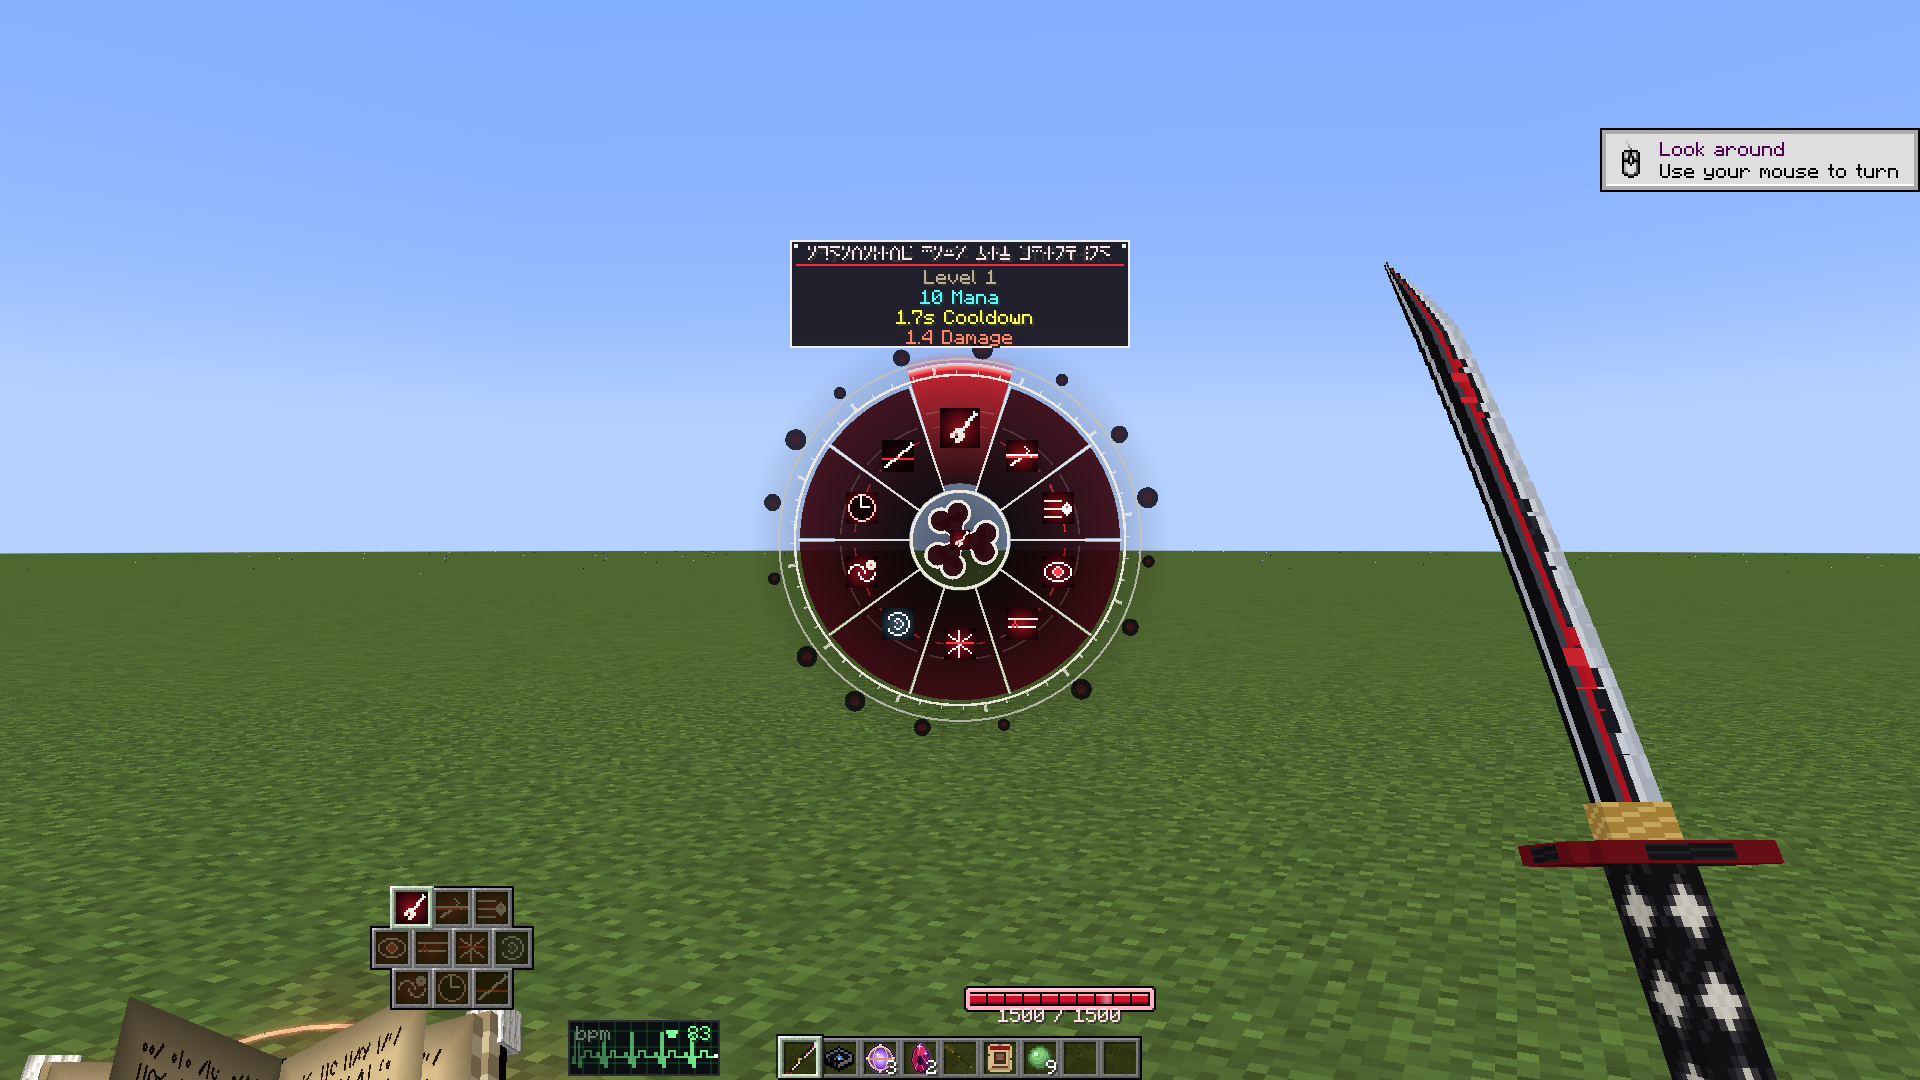 Look around
Use your mouse to turn
Level 1
10 Mana
1.7s Cooldown
1.4 Damage
1500 / 1500
bpm 83
3
2
9